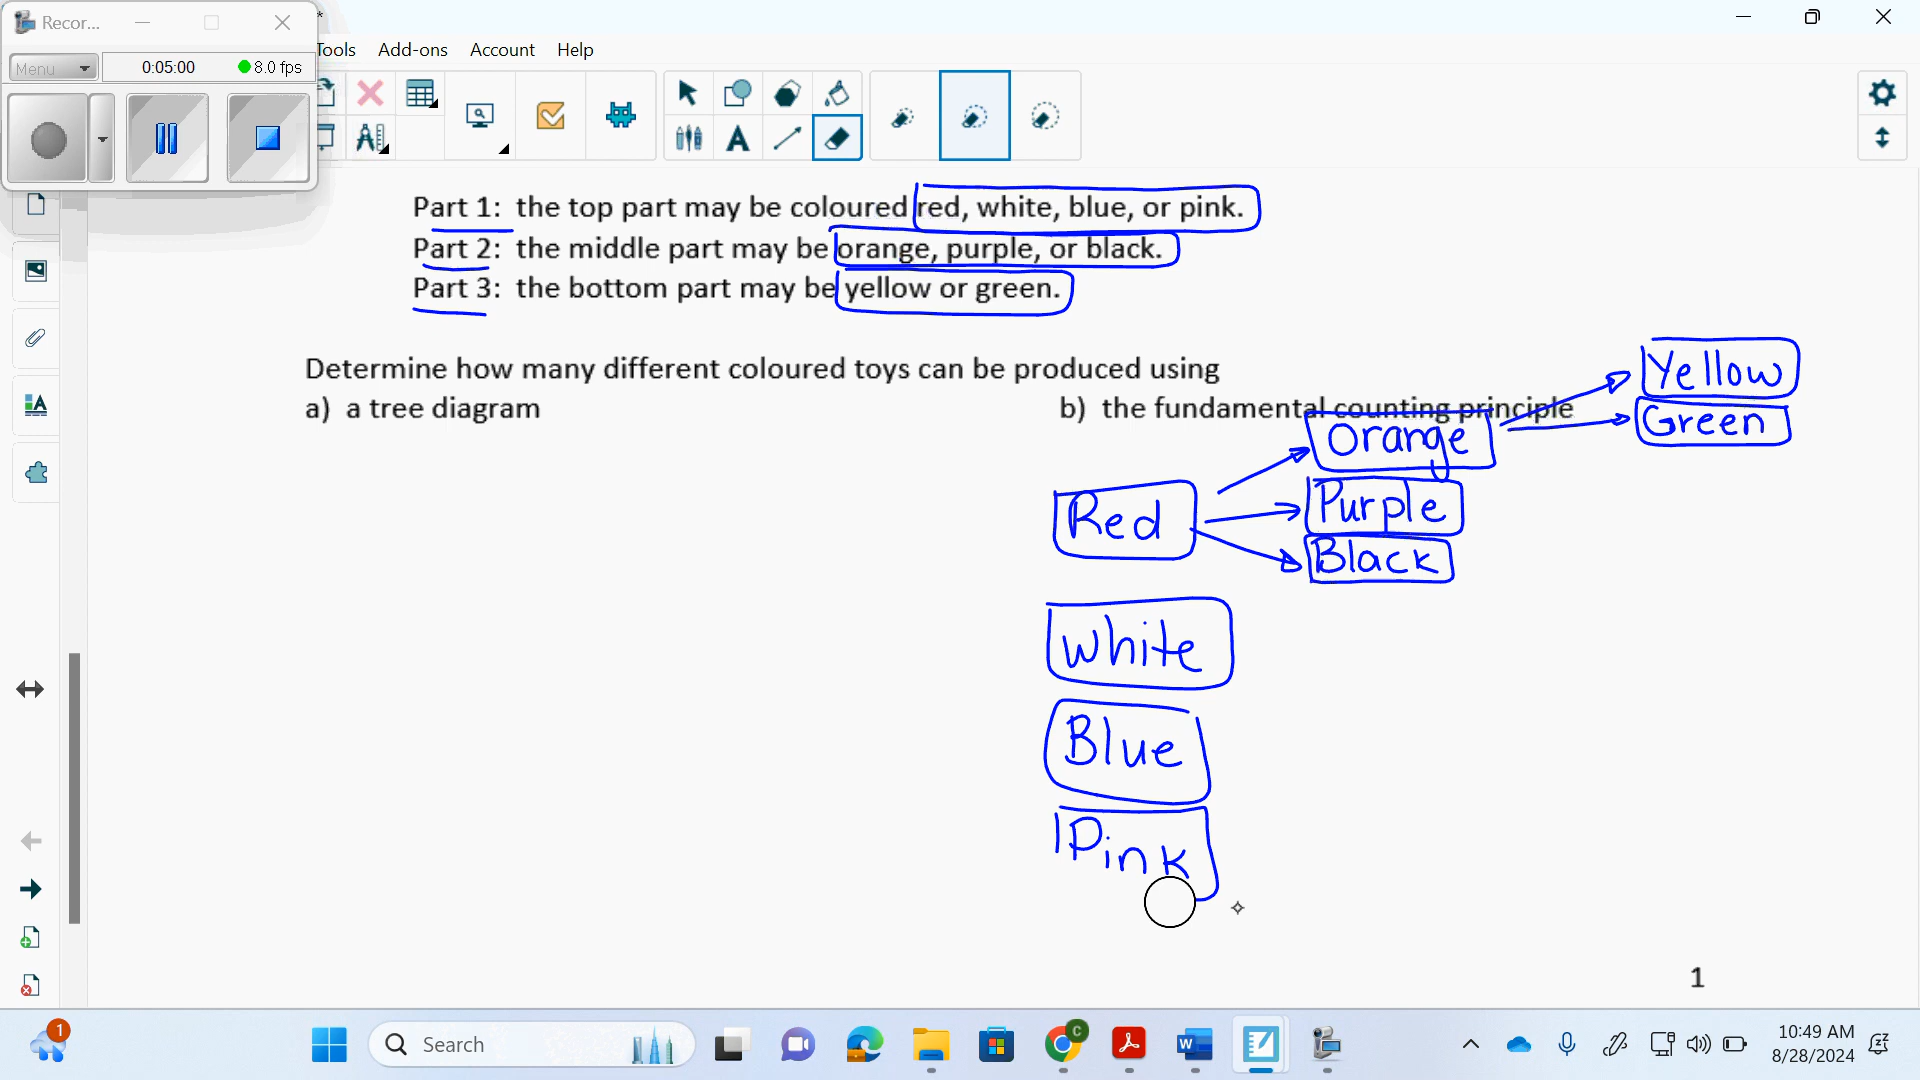 Recor...
*
Menu
0:05:00
8.0 fps
Tools Add-ons Account Help
Part 1: the top part may be coloured red, white, blue, or pink.
Part 2: the middle part may be orange, purple, or black.
Part 3: the bottom part may be yellow or green.
Determine how many different coloured toys can be produced using
a) a tree diagram
b) the fundamental counting principle
Yellow
Green
Orange
Red
Purple
Black
White
Blue
Pink
1
1
Search
C
10:49 AM
8/28/2024